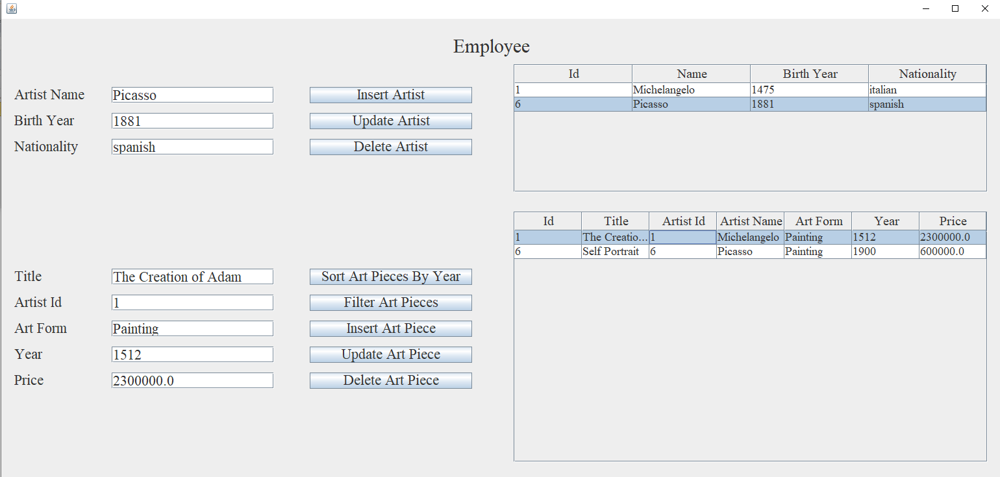 Employee
Artist Name Picasso Insert Artist
Birth Year 1881 Update Artist
Nationality spanish Delete Artist
Id Name Birth Year Nationality
1 Michelangelo 1475 italian
6 Picasso 1881 spanish
Title The Creation of Adam Sort Art Pieces By Year
Artist Id 1 Filter Art Pieces
Art Form Painting Insert Art Piece
Year 1512 Update Art Piece
Price 2300000.0 Delete Art Piece
Id Title Artist Id Artist Name Art Form Year Price
1 The Creatio... 1 Michelangelo Painting 1512 2300000.0
6 Self Portrait 6 Picasso Painting 1900 600000.0